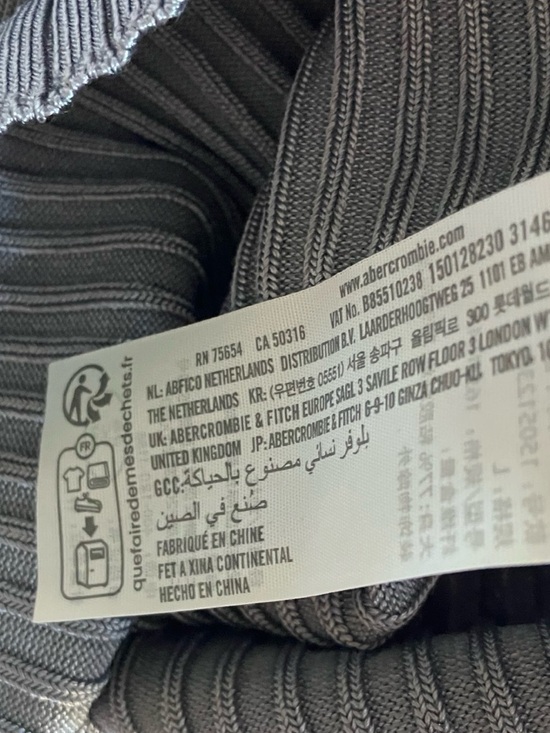 www.abercrombie.com
RN 75654 CA 50316 VAT No. B85510238 150128230 3146
NL: ABFICO NETHERLANDS DISTRIBUTION B.V. LAARDERHOOGTWEG 25 1101 EB AM
THE NETHERLANDS KR: (우편번호 05551) 서울 송파구 올림픽로 300 롯데월드
UK: ABERCROMBIE & FITCH EUROPE SAGL 3 SAVILE ROW FLOOR 3 LONDON W
UNITED KINGDOM JP: ABERCROMBIE & FITCH 6-9-10 GINZA CHUO-KU, TOKYO,
GCC: بلوفر نسائي مصنوع بالحياكة
صُنع في الصين
FABRIQUÉ EN CHINE
FET A XINA CONTINENTAL
HECHO EN CHINA
FR
quefairedemesdechets.fr